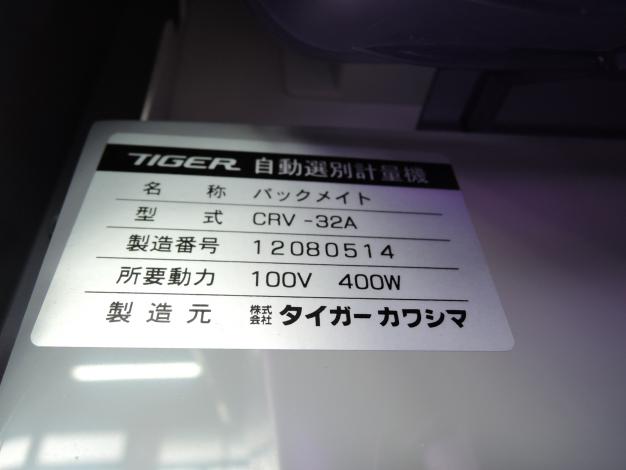 TIGER 自動選別計量機
名称 パックメイト
型式 CRV-32A
製造番号 12080514
所要動力 100V 400W
製造元 株式会社 タイガーカワシマ